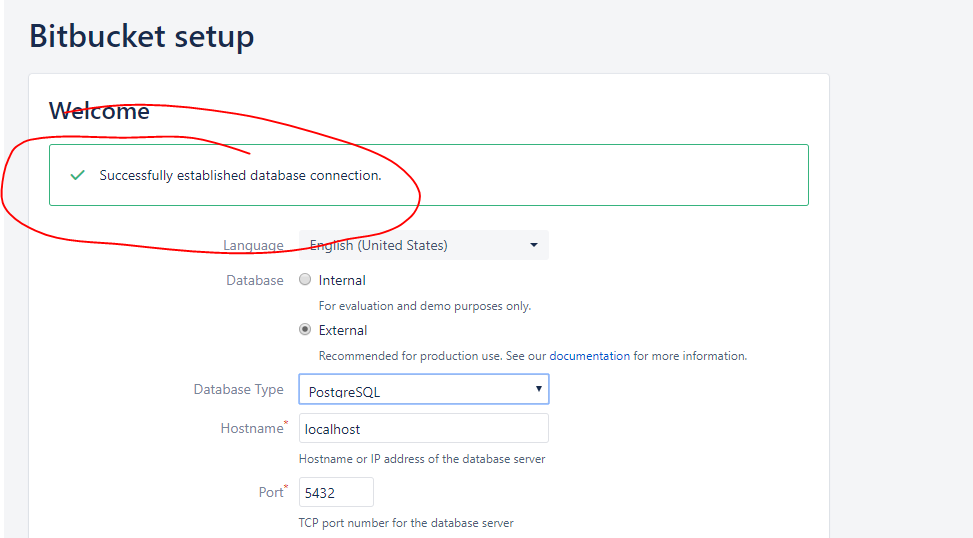 Bitbucket setup
Welcome
Successfully established database connection.
Language English (United States)
Database Internal
For evaluation and demo purposes only.
External
Recommended for production use. See our documentation for more information.
Database Type PostgreSQL
Hostname* localhost
Hostname or IP address of the database server
Port* 5432
TCP port number for the database server